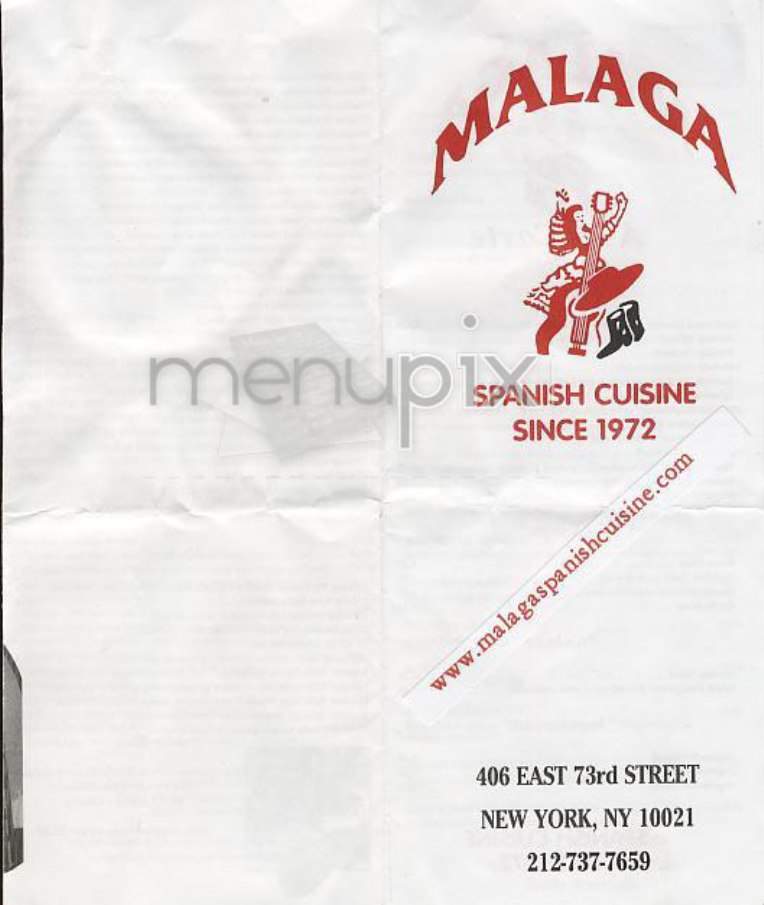 MALAGA
menupix
SPANISH CUISINE
SINCE 1972
www.malagaspanishcuisine.com
406 EAST 73rd STREET
NEW YORK, NY 10021
212-737-7659